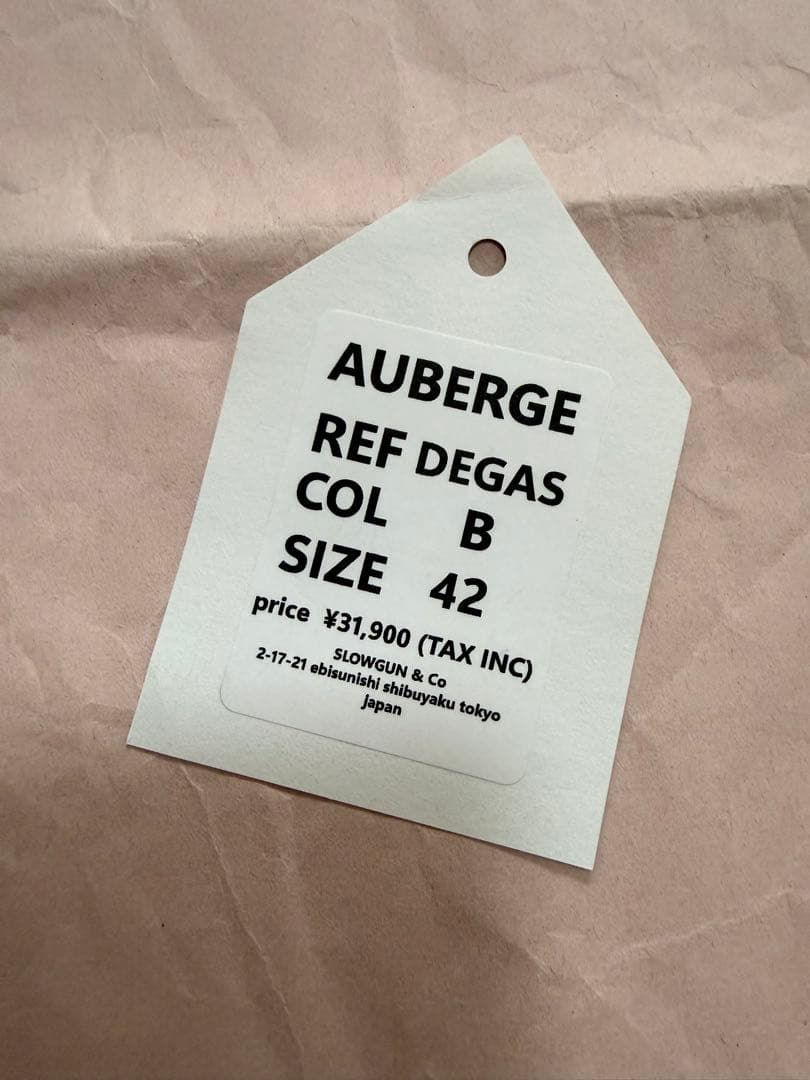 AUBERGE
REF DEGAS
COL B
SIZE 42
price ¥31,900 (TAX INC)
SLOWGUN & Co
2-17-21 ebisunishi shibuyaku tokyo
japan